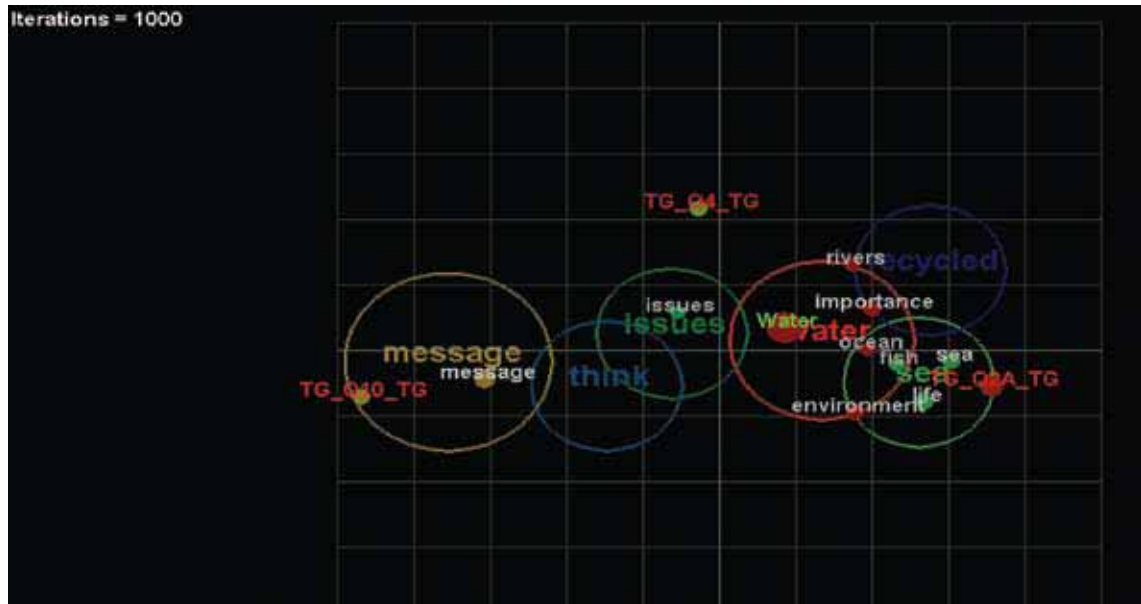 Iterations = 1000
TG_Q4_TG
rivers
ecycled
issues
issues
importance
Water
ater
ocean
message
message
think
fish
sea
TG_Q2A_TG
TG_Q10_TG
environment
life